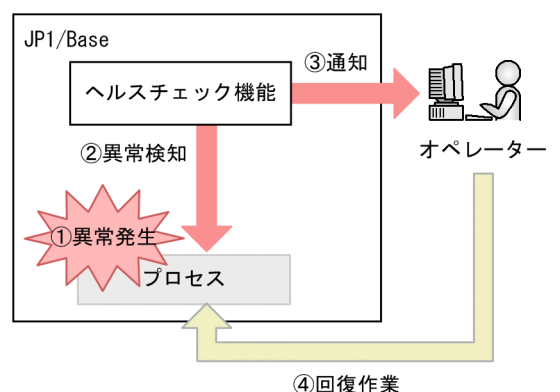 JP1/Base
③通知
ヘルスチェック機能
オペレーター
②異常検知
①異常発生
プロセス
④回復作業